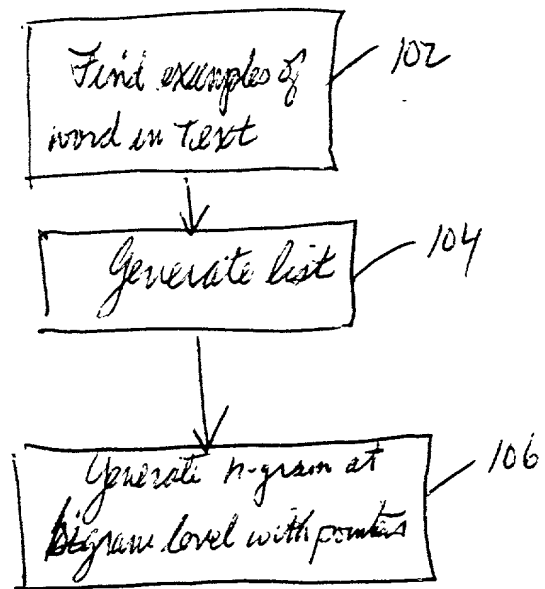 Find examples of
word in Text
102
Generate list
104
Generate n-gram at
bigram level with pointers
106